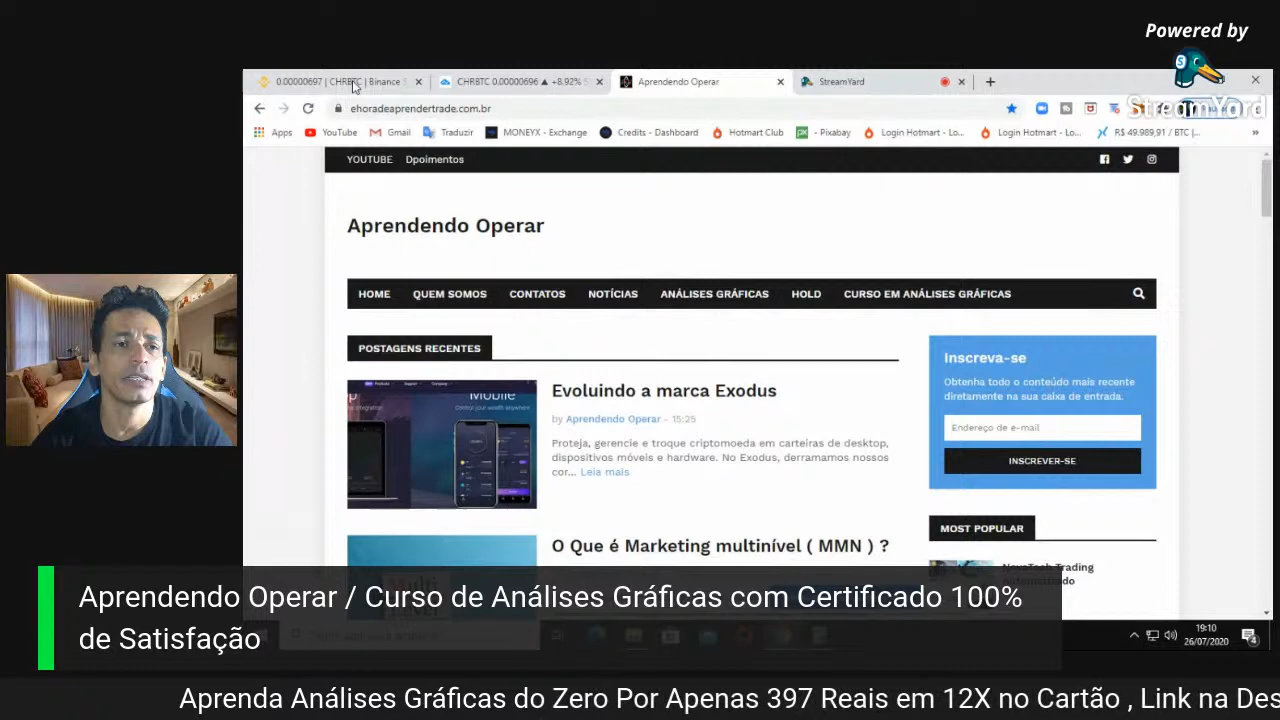 Powered by
StreamYard
0.00000697 | CHRBTC | Binance
CHRBTC 0.00000696 ▲ +8.92%
Aprendendo Operar
StreamYard
ehoradeaprendertrade.com.br
Apps
YouTube
Gmail
Traduzir
MONEYX - Exchange
Credits - Dashboard
Hotmart Club
- Pixabay
Login Hotmart - Lo...
Login Hotmart - Lo...
R$ 49.989,91 / BTC |...
YOUTUBE Dpoimentos
Aprendendo Operar
HOME QUEM SOMOS CONTATOS NOTÍCIAS ANÁLISES GRÁFICAS HOLD CURSO EM ANÁLISES GRÁFICAS
POSTAGENS RECENTES
Evoluindo a marca Exodus
by Aprendendo Operar - 15:25
Proteja, gerencie e troque criptomoeda em carteiras de desktop,
dispositivos móveis e hardware. No Exodus, derramamos nossos
cor... Leia mais
O Que é Marketing multinível ( MMN ) ?
Inscreva-se
Obtenha todo o conteúdo mais recente
diretamente na sua caixa de entrada.
Endereço de e-mail
INSCREVER-SE
MOST POPULAR
NovaTech Trading
Automatizado
Aprendendo Operar / Curso de Análises Gráficas com Certificado 100%
de Satisfação
19:10
26/07/2020
Aprenda Análises Gráficas do Zero Por Apenas 397 Reais em 12X no Cartão , Link na Des